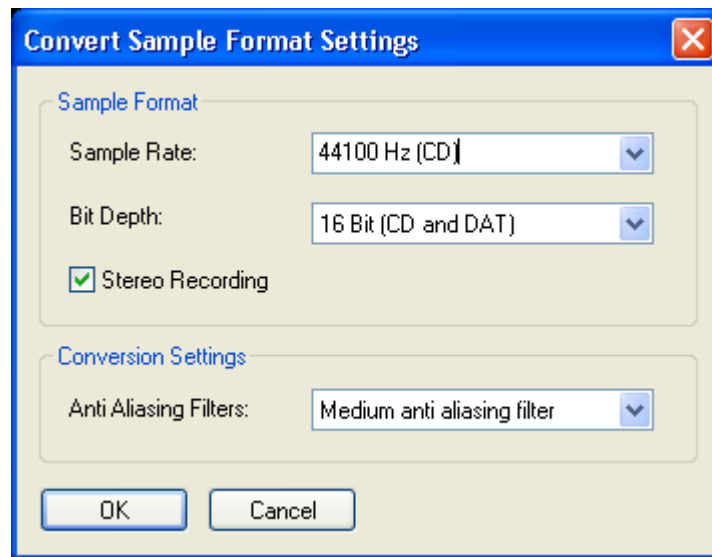 Convert Sample Format Settings
Sample Format
Sample Rate: 44100 Hz (CD)
Bit Depth: 16 Bit (CD and DAT)
Stereo Recording
Conversion Settings
Anti Aliasing Filters: Medium anti aliasing filter
OK Cancel